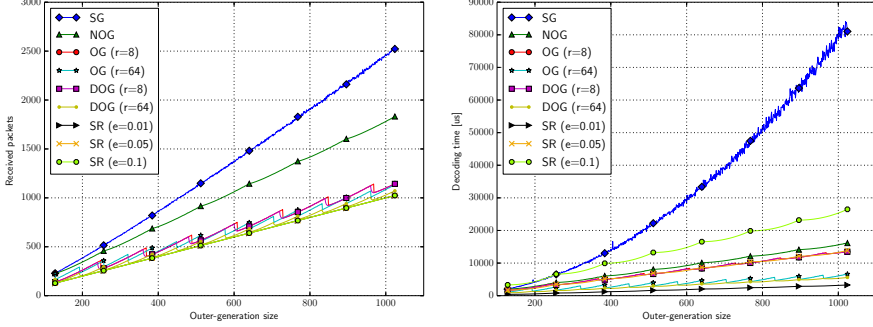 3000
2500
2000
1500
1000
500
0
Received packets
SG
NOG
OG (r=8)
OG (r=64)
DOG (r=8)
DOG (r=64)
SR (e=0.01)
SR (e=0.05)
SR (e=0.1)
200 400 600 800 1000
Outer-generation size
90000
80000
70000
60000
50000
40000
30000
20000
10000
0
Decoding time [us]
SG
NOG
OG (r=8)
OG (r=64)
DOG (r=8)
DOG (r=64)
SR (e=0.01)
SR (e=0.05)
SR (e=0.1)
200 400 600 800 1000
Outer-generation size